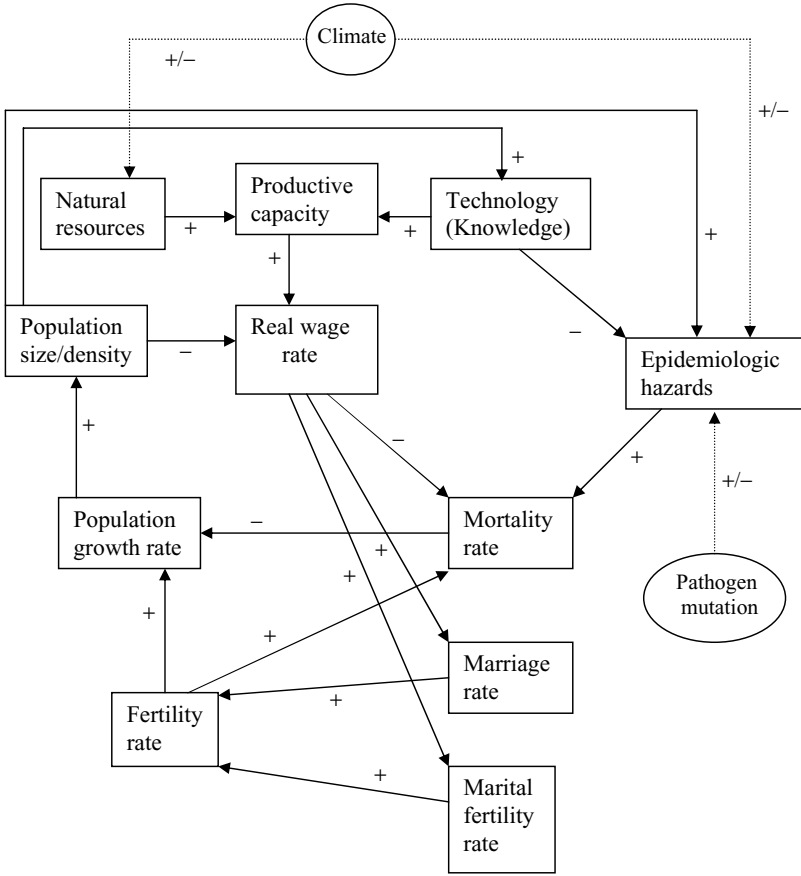 Climate
+/−
+/−
+
Natural
resources
Productive
capacity
Technology
(Knowledge)
+
+
+
+
Population
size/density
−
Real wage
rate
−
Epidemiologic
hazards
+
−
+
+/−
Population
growth rate
−
+
Mortality
rate
+
+
+
Pathogen
mutation
Marriage
rate
+
Fertility
rate
+
Marital
fertility
rate